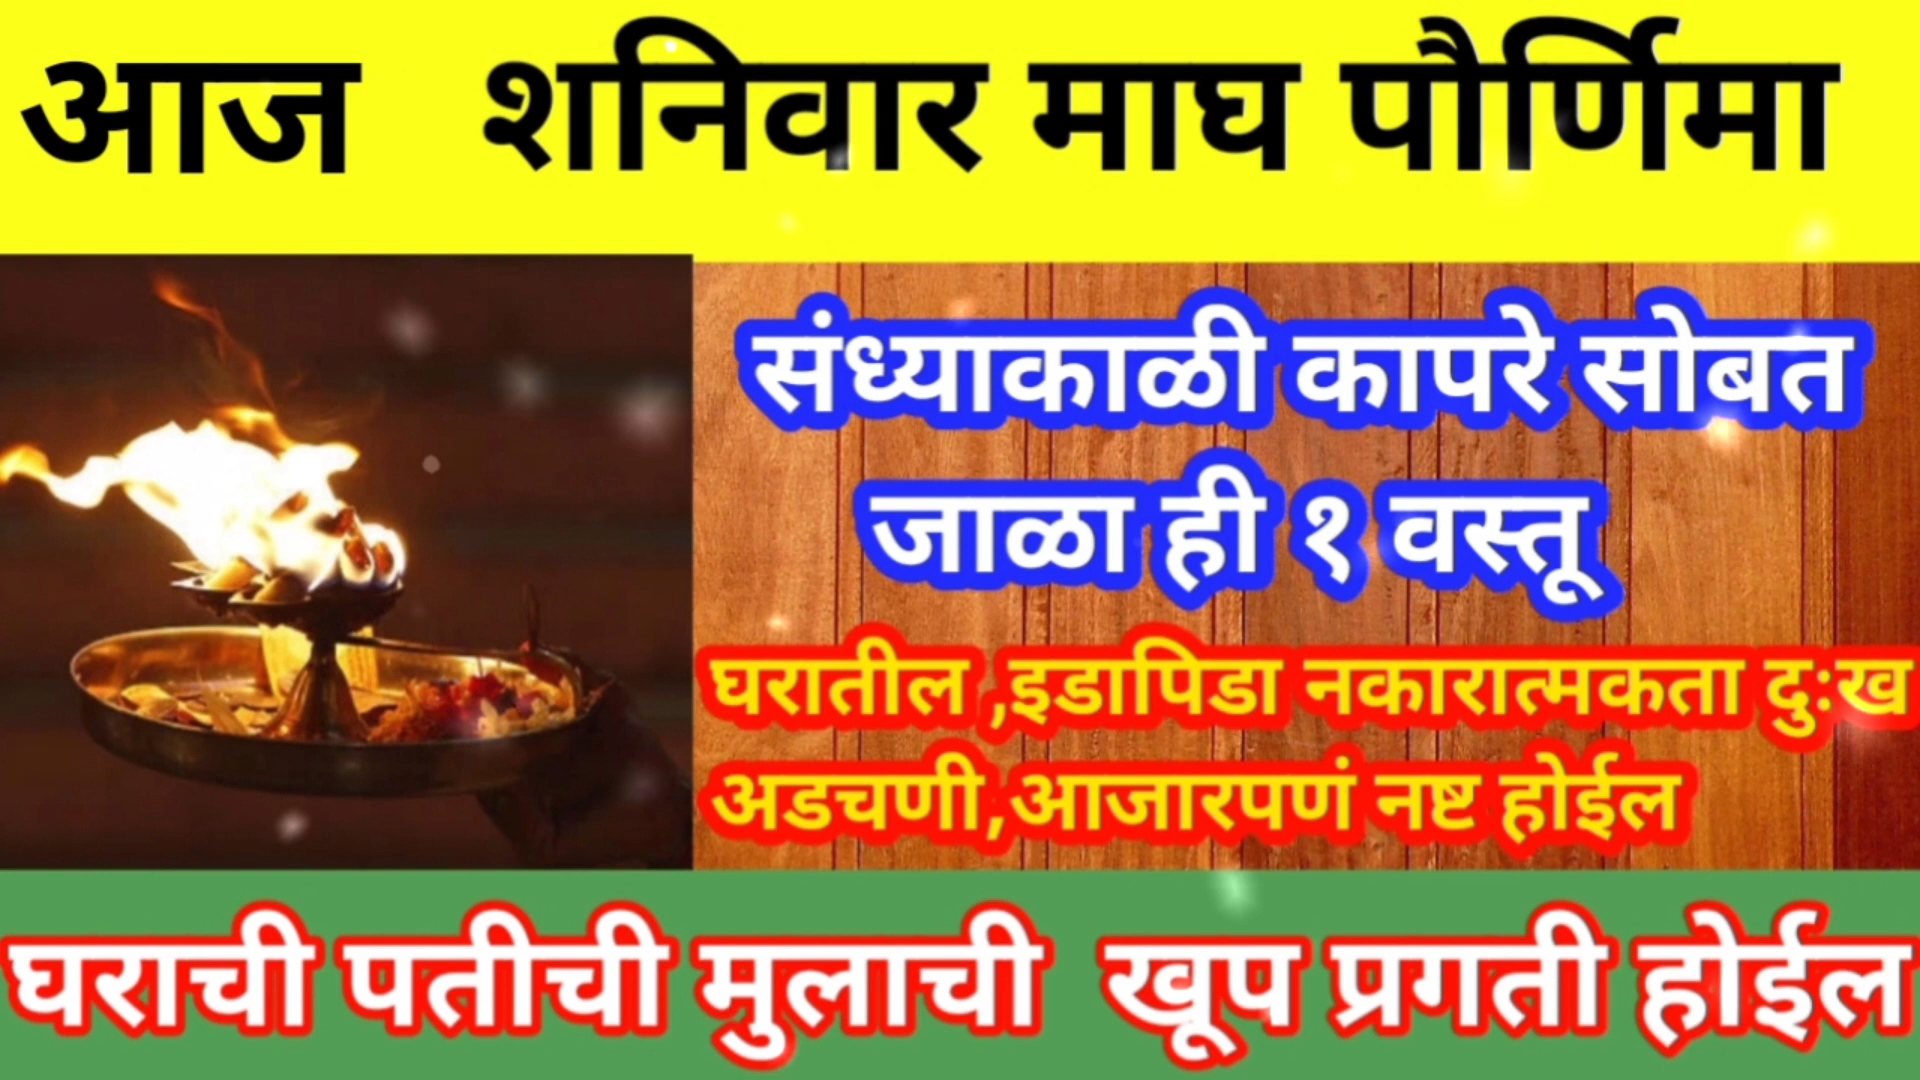 आज शनिवार माघ पौर्णिमा
संध्याकाळी कापरे सोबत
जाळा ही १ वस्तू
घरातील ,इडापिडा नकारात्मकता दुःख
अडचणी,आजारपणं नष्ट होईल
घराची पतीची मुलाची खूप प्रगती होईल